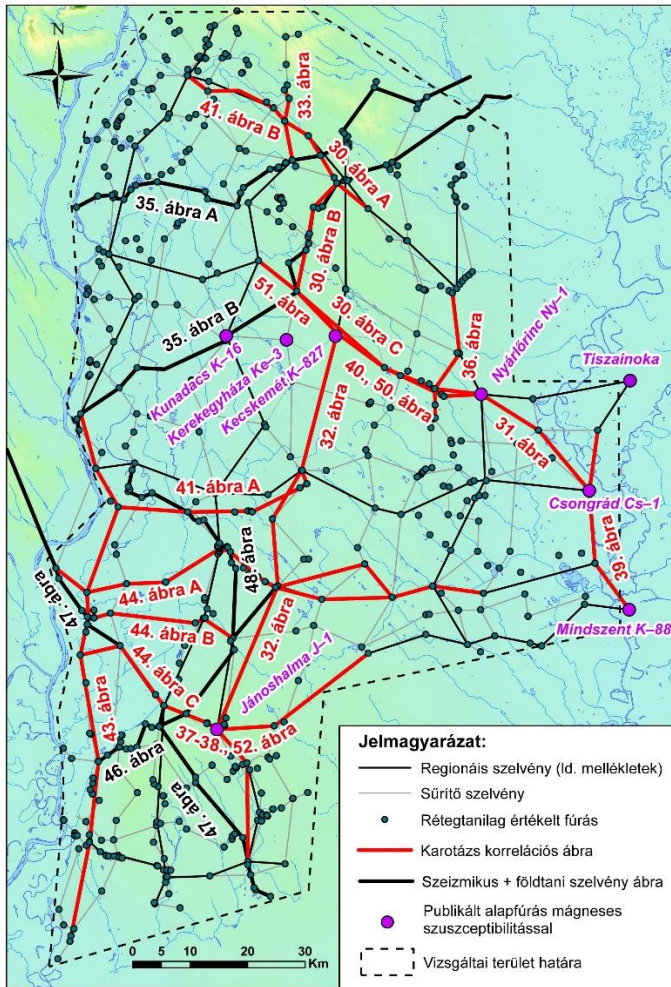 N
33. ábra
41. ábra B
30. ábra A
35. ábra A
30. ábra B
51. ábra
30. ábra C
35. ábra B
36. ábra
Nyárlőrinc Ny–1
Kunadács K–16
Kerekegyháza Ke–3
Kecskemét K–827
Tiszainoka
40., 50. ábra
32. ábra
31. ábra
41. ábra A
Csongrád Cs–1
48. ábra
39. ábra
44. ábra A
47. ábra
44. ábra B
32. ábra
Mindszent K–88
44. ábra C
Jánoshalma J–1
43. ábra
37-38., 52. ábra
46. ábra
47. ábra
Jelmagyarázat:
Regionáis szelvény (ld. mellékletek)
Sűrítő szelvény
Rétegtanilag értékelt fúrás
Karotázs korrelációs ábra
Szeizmikus + földtani szelvény ábra
Publikált alapfúrás mágneses
szuszceptibilitással
Vizsgáltai terület határa
0 5 10 20 30
Km